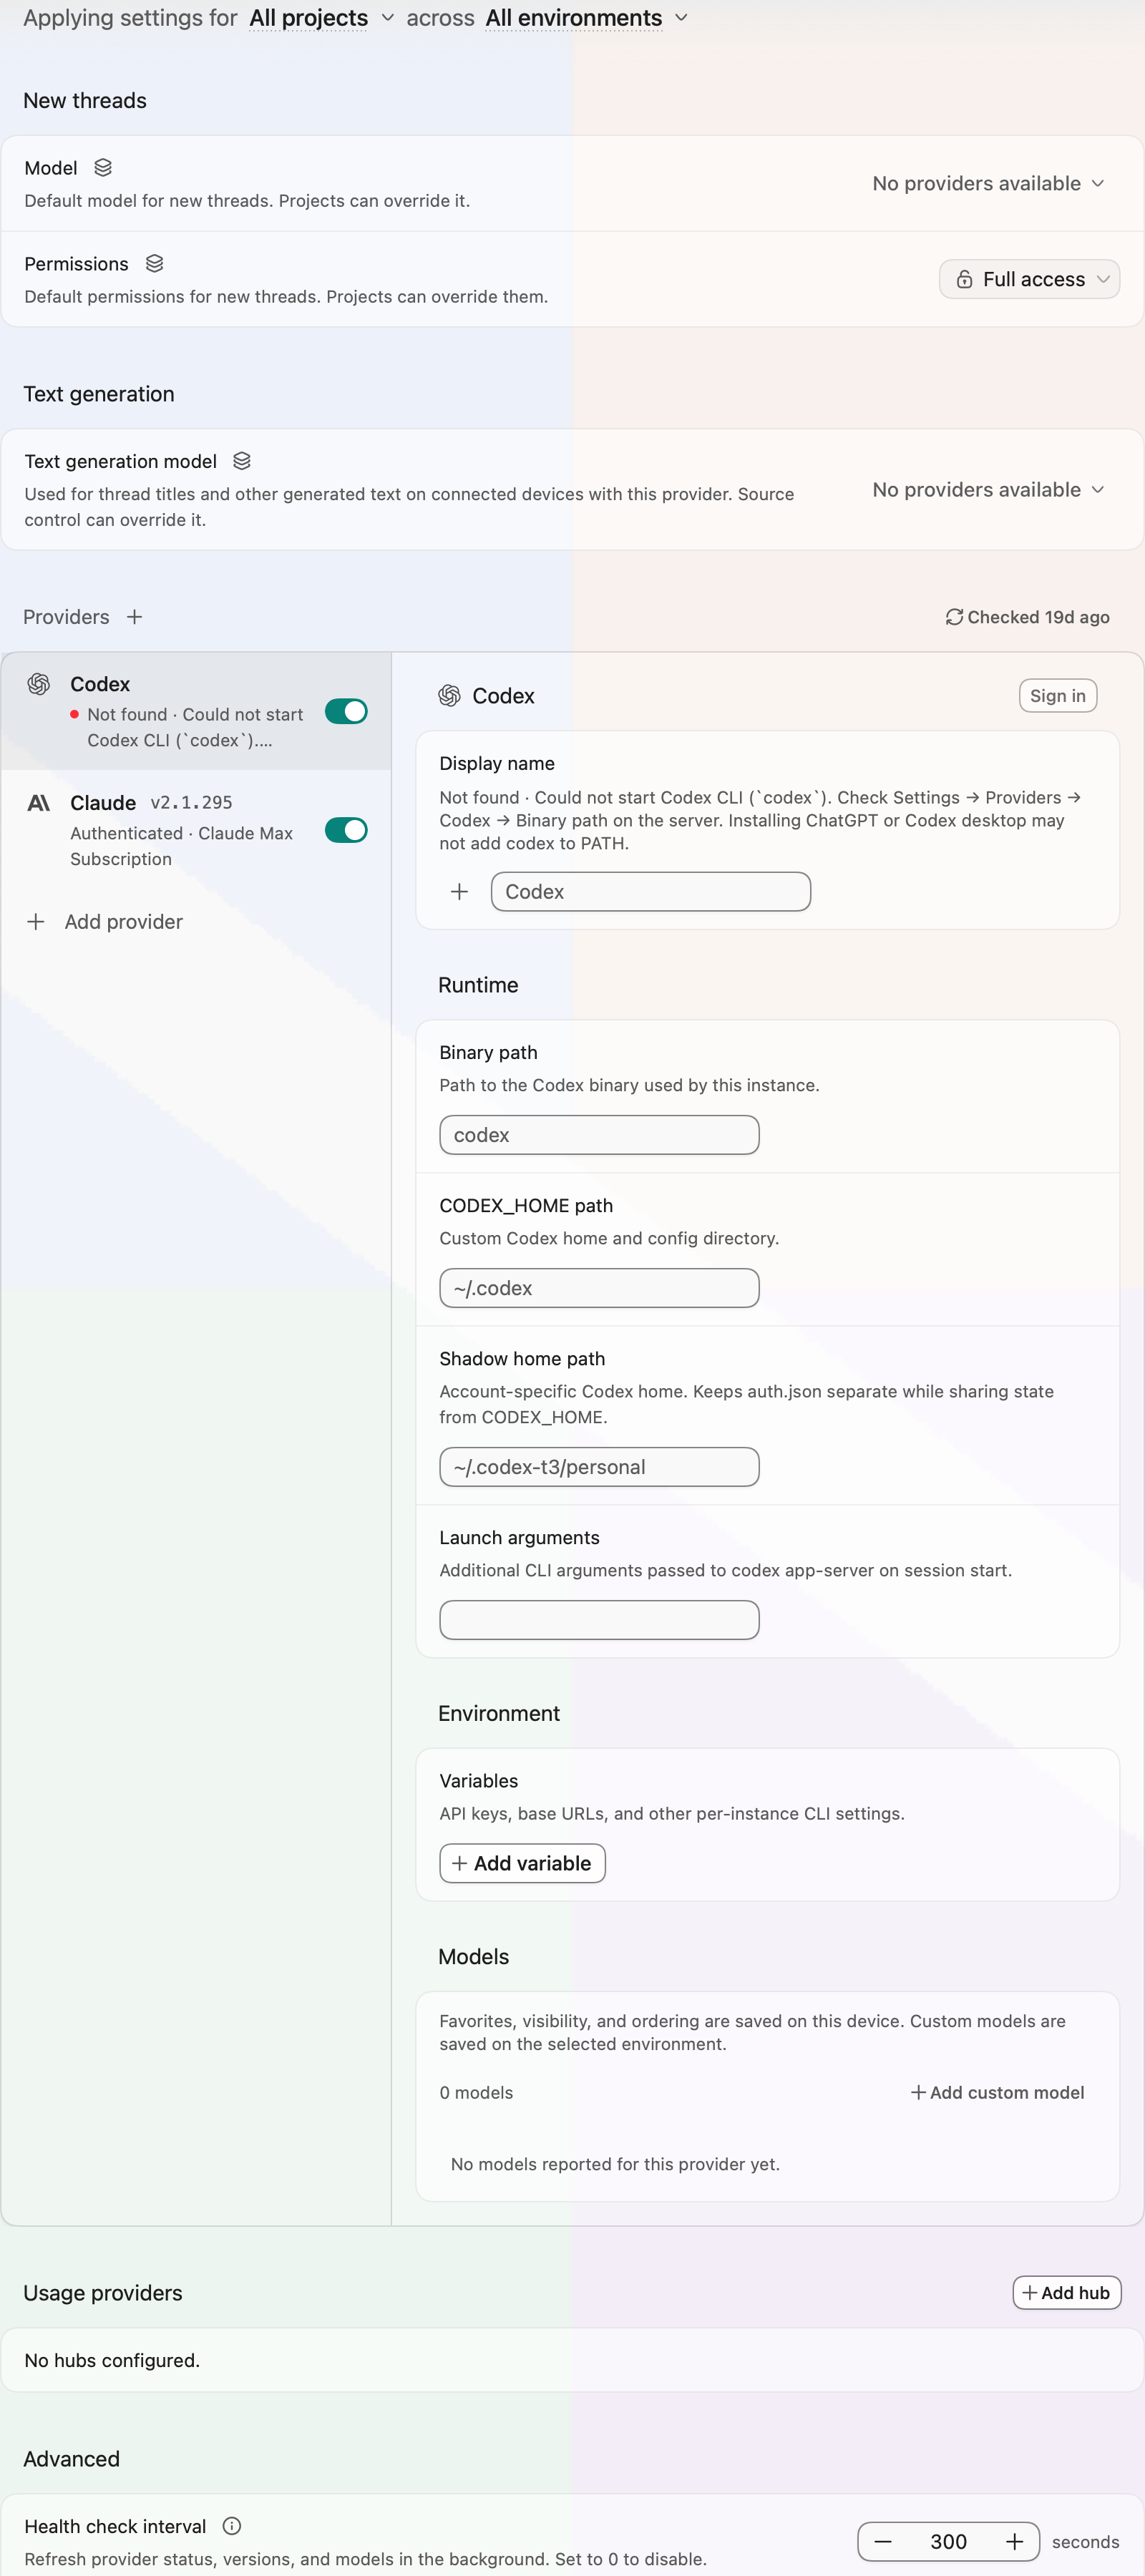 Applying settings for All projects across All environments
New threads
Model
Default model for new threads. Projects can override it.
No providers available
Permissions
Default permissions for new threads. Projects can override them.
Full access
Text generation
Text generation model
Used for thread titles and other generated text on connected devices with this provider. Source
control can override it.
No providers available
Providers
Checked 19d ago
Codex
Not found · Could not start
Codex CLI (`codex`)....
Claude v2.1.295
Authenticated · Claude Max
Subscription
Add provider
Codex
Sign in
Display name
Not found · Could not start Codex CLI (`codex`). Check Settings → Providers →
Codex → Binary path on the server. Installing ChatGPT or Codex desktop may
not add codex to PATH.
Codex
Runtime
Binary path
Path to the Codex binary used by this instance.
codex
CODEX_HOME path
Custom Codex home and config directory.
~/.codex
Shadow home path
Account-specific Codex home. Keeps auth.json separate while sharing state
from CODEX_HOME.
~/.codex-t3/personal
Launch arguments
Additional CLI arguments passed to codex app-server on session start.
Environment
Variables
API keys, base URLs, and other per-instance CLI settings.
Add variable
Models
Favorites, visibility, and ordering are saved on this device. Custom models are
saved on the selected environment.
0 models
Add custom model
No models reported for this provider yet.
Usage providers
Add hub
No hubs configured.
Advanced
Health check interval
Refresh provider status, versions, and models in the background. Set to 0 to disable.
300 seconds